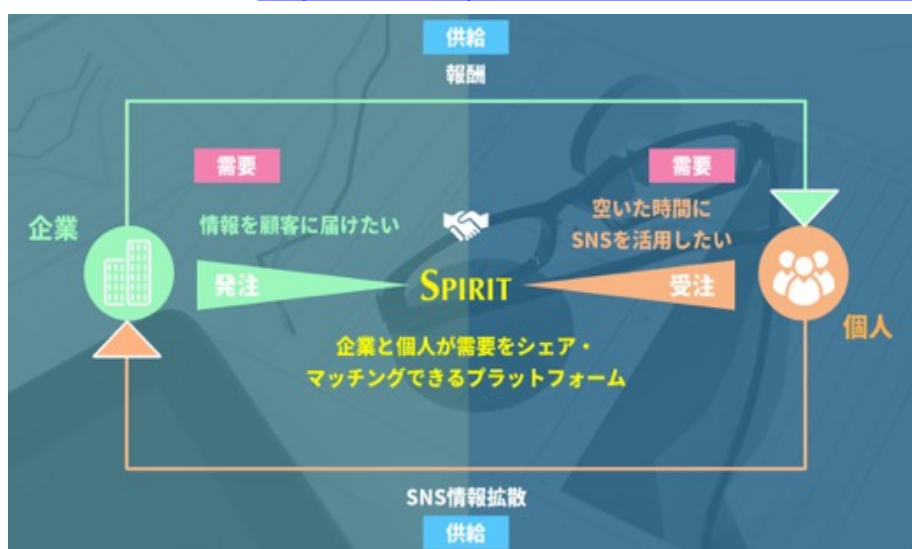 供給
報酬
需要
需要
企業
情報を顧客に届けたい
空いた時間に
SNSを活用したい
発注
SPIRIT
受注
個人
企業と個人が需要をシェア・
マッチングできるプラットフォーム
SNS情報拡散
供給